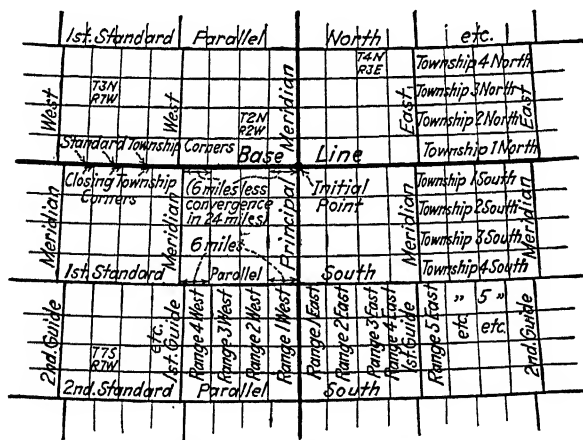 1st. Standard Parallel North etc.
T4N
R3E
Township 4 North
T3N
R7W
Township 3 North
T2N
R2W
Township 2 North
West
West
Meridian
East
East
Standard Township Corners
Base Line
Township 1 North
Closing Township
Corners
(6 miles less
convergence
in 24 miles)
Initial
Point
Township 1 South
Township 2 South
6 miles
Township 3 South
Township 4 South
Meridian
Meridian
Principal
Meridian
Meridian
1st. Standard Parallel South
2nd. Guide
etc.
1st. Guide
Range 4 West
Range 3 West
Range 2 West
Range 1 West
Range 1 East
Range 2 East
Range 3 East
Range 4 East
1st. Guide
Range 5 East
" 5 "
etc. etc.
2nd. Guide
T7S
R7W
2nd. Standard Parallel South